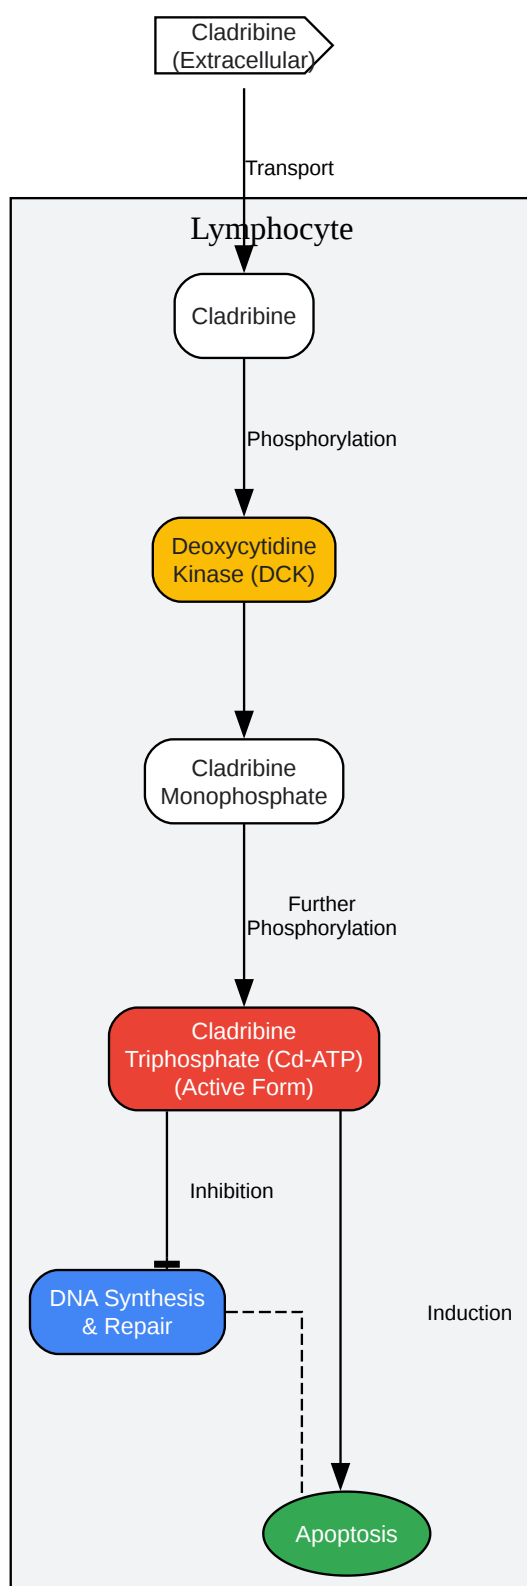 Cladribine
(Extracellular)
Transport
Lymphocyte
Cladribine
Phosphorylation
Deoxycytidine
Kinase (DCK)
Cladribine
Monophosphate
Further
Phosphorylation
Cladribine
Triphosphate (Cd-ATP)
(Active Form)
Inhibition
DNA Synthesis
& Repair
Induction
Apoptosis